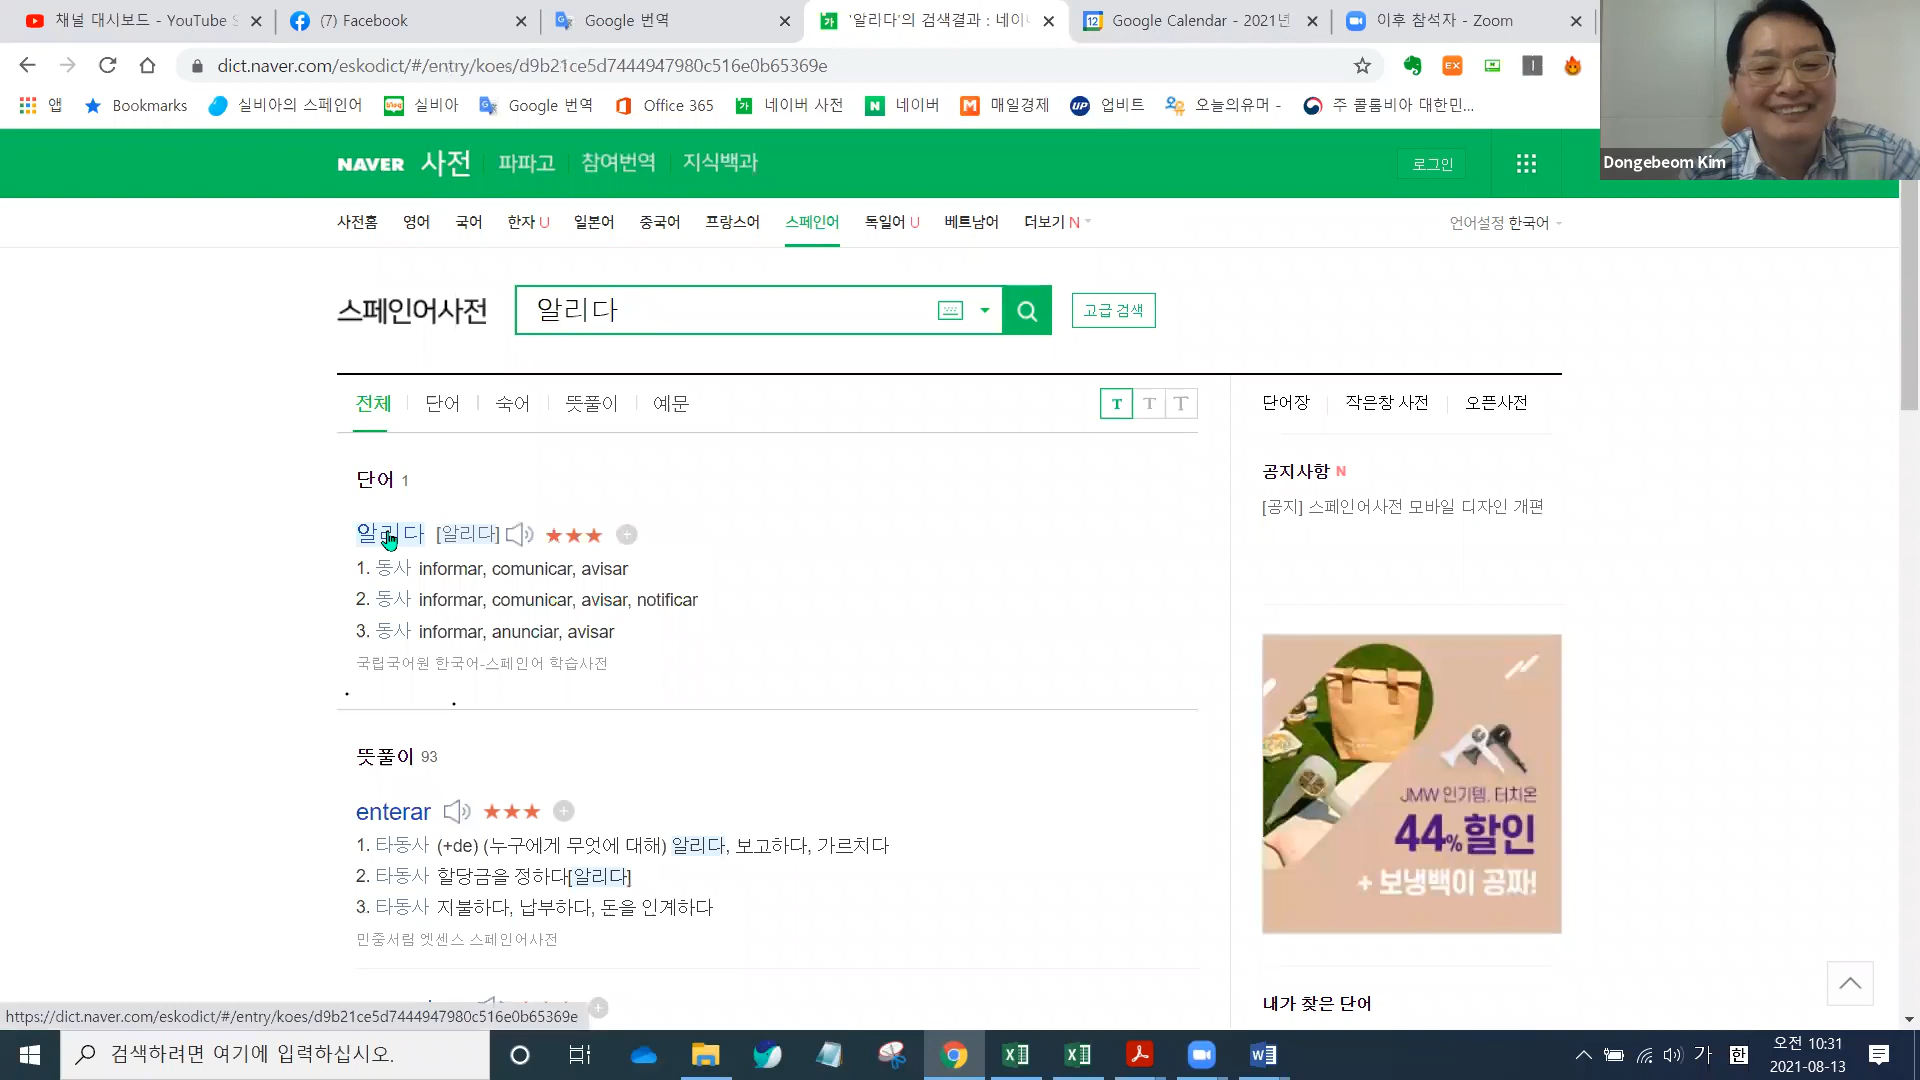 채널 대시보드 - YouTube S
(7) Facebook
Google 번역
'알리다'의 검색결과 : 네이
Google Calendar - 2021년
이후 참석자 - Zoom
dict.naver.com/eskodict/#/entry/koes/d9b21ce5d7444947980c516e0b65369e
앱
Bookmarks
실비아의 스페인어
실비아
Google 번역
Office 365
네이버 사전
네이버
매일경제
업비트
오늘의유머 -
주 콜롬비아 대한민...
Dongebeom Kim
NAVER 사전
파파고
참여번역
지식백과
로그인
사전홈
영어
국어
한자 U
일본어
중국어
프랑스어
스페인어
독일어 U
베트남어
더보기 N
언어설정 한국어
스페인어사전
알리다
고급 검색
전체
단어
숙어
뜻풀이
예문
T T T
단어장
작은창 사전
오픈사전
단어 1
공지사항 N
[공지] 스페인어사전 모바일 디자인 개편
알리다 [알리다]
1. 동사 informar, comunicar, avisar
2. 동사 informar, comunicar, avisar, notificar
3. 동사 informar, anunciar, avisar
국립국어원 한국어-스페인어 학습사전
뜻풀이 93
enterar
1. 타동사 (+de) (누구에게 무엇에 대해) 알리다, 보고하다, 가르치다
2. 타동사 할당금을 정하다[알리다]
3. 타동사 지불하다, 납부하다, 돈을 인계하다
민중서림 엣센스 스페인어사전
JMW 인기템, 터치온
44% 할인
+ 보냉백이 공짜!
내가 찾은 단어
https://dict.naver.com/eskodict/#/entry/koes/d9b21ce5d7444947980c516e0b65369e
검색하려면 여기에 입력하십시오.
가
한
오전 10:31
2021-08-13